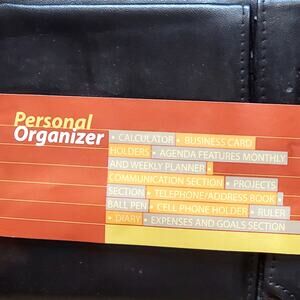 Personal
Organizer
• CALCULATOR • BUSINESS CARD
HOLDERS • AGENDA FEATURES MONTHLY
AND WEEKLY PLANNER •
COMMUNICATION SECTION • PROJECTS
SECTION • TELEPHONE/ADDRESS BOOK •
BALL PEN • CELL PHONE HOLDER • RULER
• DIARY • EXPENSES AND GOALS SECTION